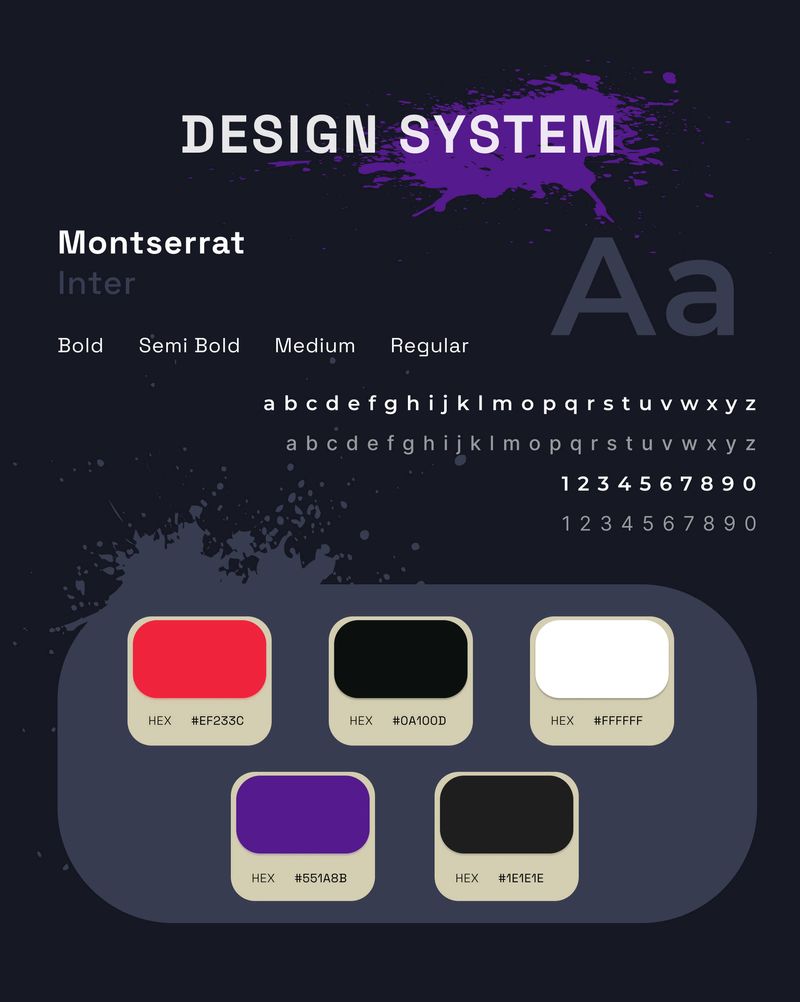 DESIGN SYSTEM
Montserrat
Inter
Aa
Bold Semi Bold Medium Regular
a b c d e f g h i j k l m o p q r s t u v w x y z
a b c d e f g h i j k l m o p q r s t u v w x y z
1 2 3 4 5 6 7 8 9 0
1 2 3 4 5 6 7 8 9 0
HEX #EF233C HEX #0A100D HEX #FFFFFF
HEX #551A8B HEX #1E1E1E